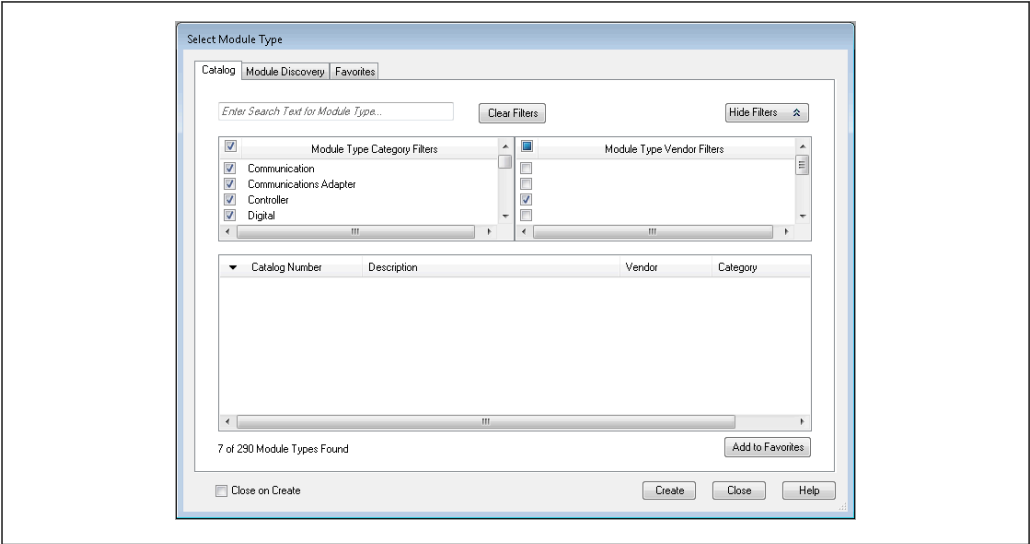 Select Module Type
Catalog Module Discovery Favorites
Enter Search Text for Module Type...
Clear Filters
Hide Filters
Module Type Category Filters
Module Type Vendor Filters
Communication
Communications Adapter
Controller
Digital
Catalog Number Description Vendor Category
7 of 290 Module Types Found
Add to Favorites
Close on Create
Create Close Help